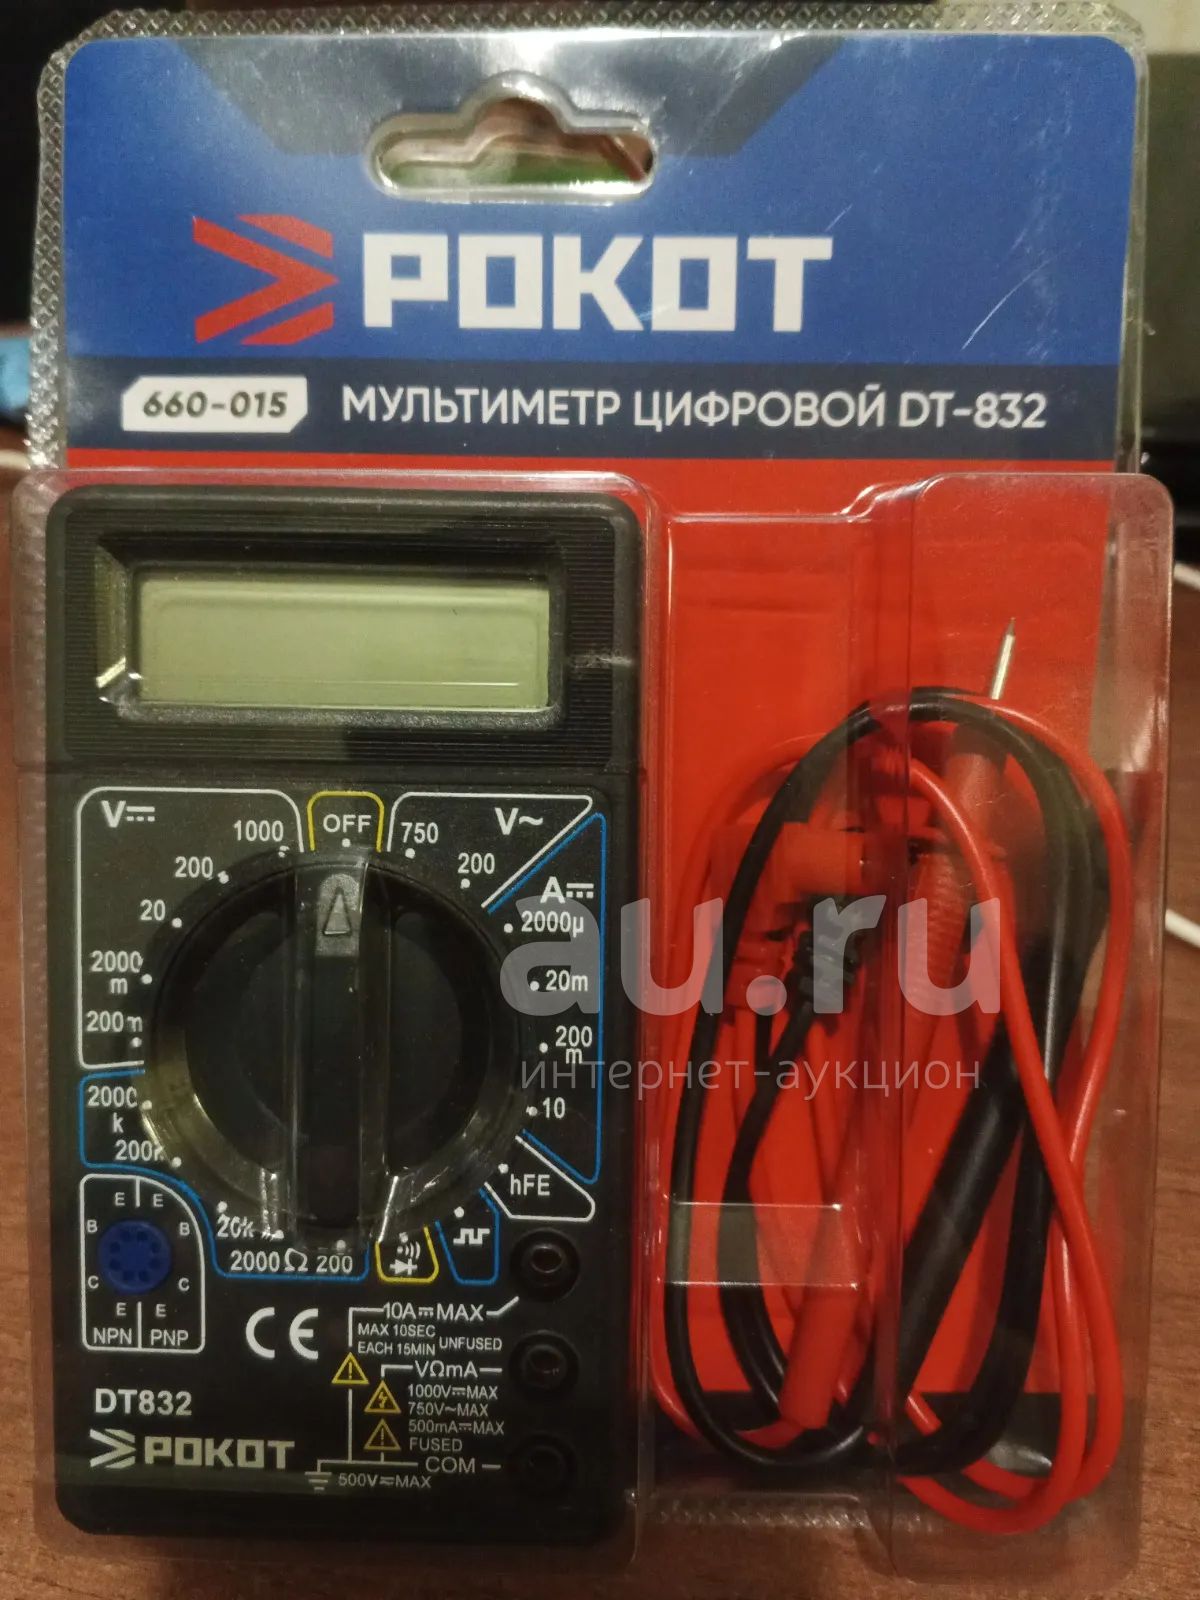 РОКОТ
660-015 МУЛЬТИМЕТР ЦИФРОВОЙ DT-832
V⎓
1000
OFF
750
V~
200
200
A⎓
20
2000µ
2000
m
20m
200m
200
m
2000
k
10
200k
hFE
20k
2000 Ω 200
E E
B B
C C
E E
NPN PNP
CE
10A⎓MAX
MAX 10SEC
EACH 15MIN UNFUSED
VΩmA
1000V⎓MAX
750V~MAX
500mA⎓MAX
FUSED
COM
500V⎓MAX
DT832
РОКОТ
au.ru
интернет-аукцион